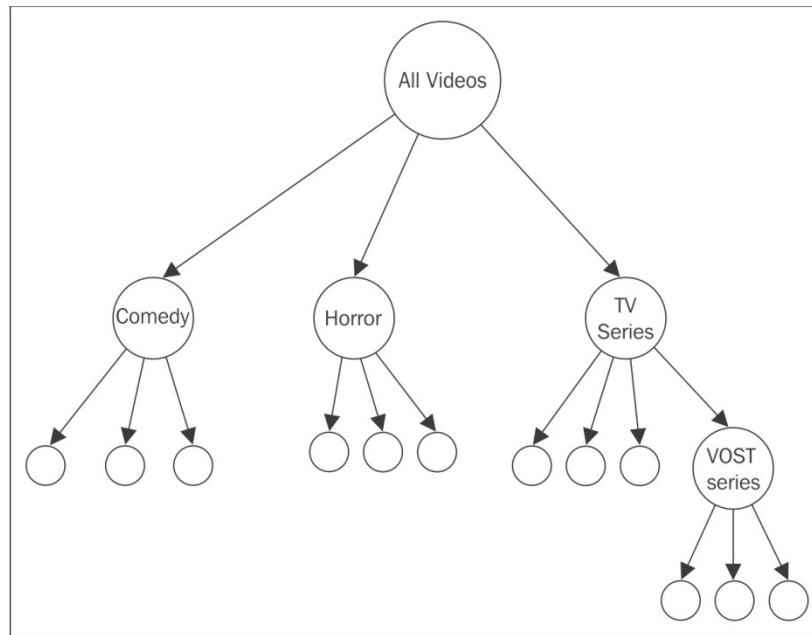 All Videos
Comedy
Horror
TV
Series
VOST
series